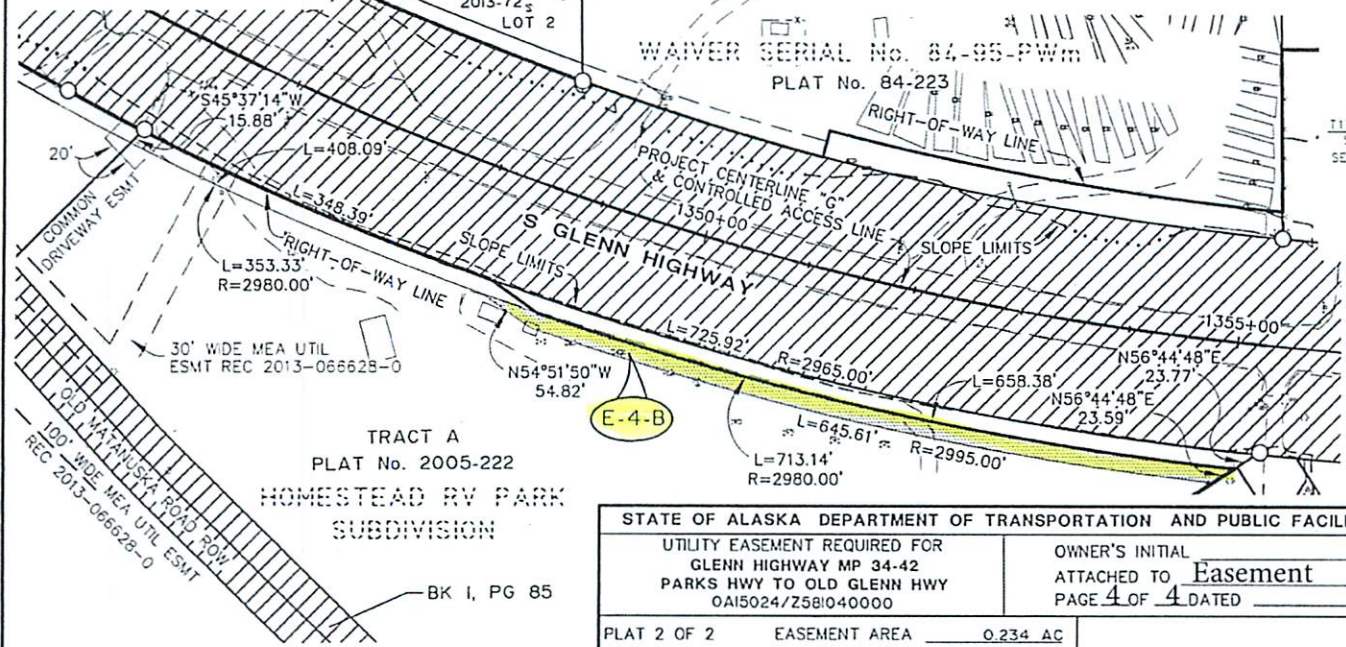 2013-72s
LOT 2
WAIVER SERIAL No. 84-95-PWm
PLAT No. 84-223
RIGHT-OF-WAY LINE
S45°37'14"W
15.88'
L=408.09'
20'
COMMON
DRIVEWAY ESMT
L=348.39'
PROJECT CENTERLINE "G"
& CONTROLLED ACCESS LINE
1350+00
SLOPE LIMITS
S GLENN HIGHWAY
SLOPE LIMITS
RIGHT-OF-WAY LINE
L=353.33'
R=2980.00'
1355+00
L=725.92'
R=2965.00'
N56°44'48"E
23.77'
L=658.38'
N56°44'48"E
23.59'
30' WIDE MEA UTIL
ESMT REC 2013-066628-0
N54°51'50"W
54.82'
E-4-B
L=645.61'
R=2995.00'
L=713.14'
R=2980.00'
OLD MATANUSKA ROAD ROW
100' WIDE MEA UTIL ESMT
REC 2013-066628-0
TRACT A
PLAT No. 2005-222
HOMESTEAD RV PARK
SUBDIVISION
BK 1, PG 85
STATE OF ALASKA DEPARTMENT OF TRANSPORTATION AND PUBLIC FACILI
UTILITY EASEMENT REQUIRED FOR
GLENN HIGHWAY MP 34-42
PARKS HWY TO OLD GLENN HWY
0A15024/Z581040000
OWNER'S INITIAL
ATTACHED TO Easement
PAGE 4 OF 4 DATED
PLAT 2 OF 2 EASEMENT AREA 0.234 AC